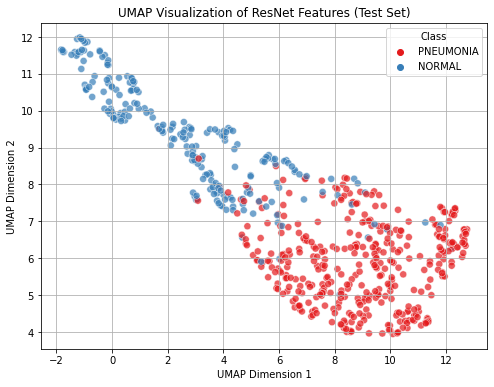 UMAP Visualization of ResNet Features (Test Set)
Class
PNEUMONIA
NORMAL
12
11
10
9
8
7
6
5
4
UMAP Dimension 2
−2
0
2
4
6
8
10
12
UMAP Dimension 1